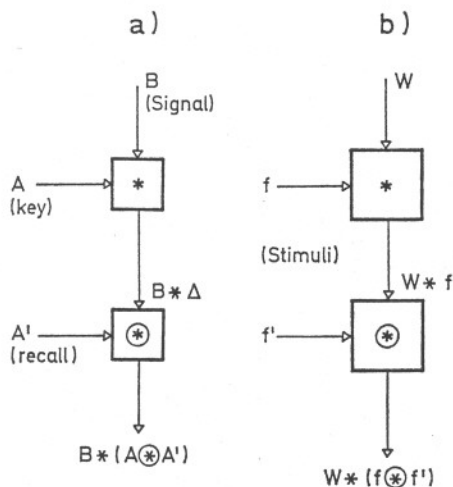 a)
B
(Signal)
*
A
(key)
B * Δ
A'
(recall)
⊛
B * (A ⊛ A')
b)
W
*
f
(Stimuli)
W * f
f'
⊛
W * (f ⊛ f')